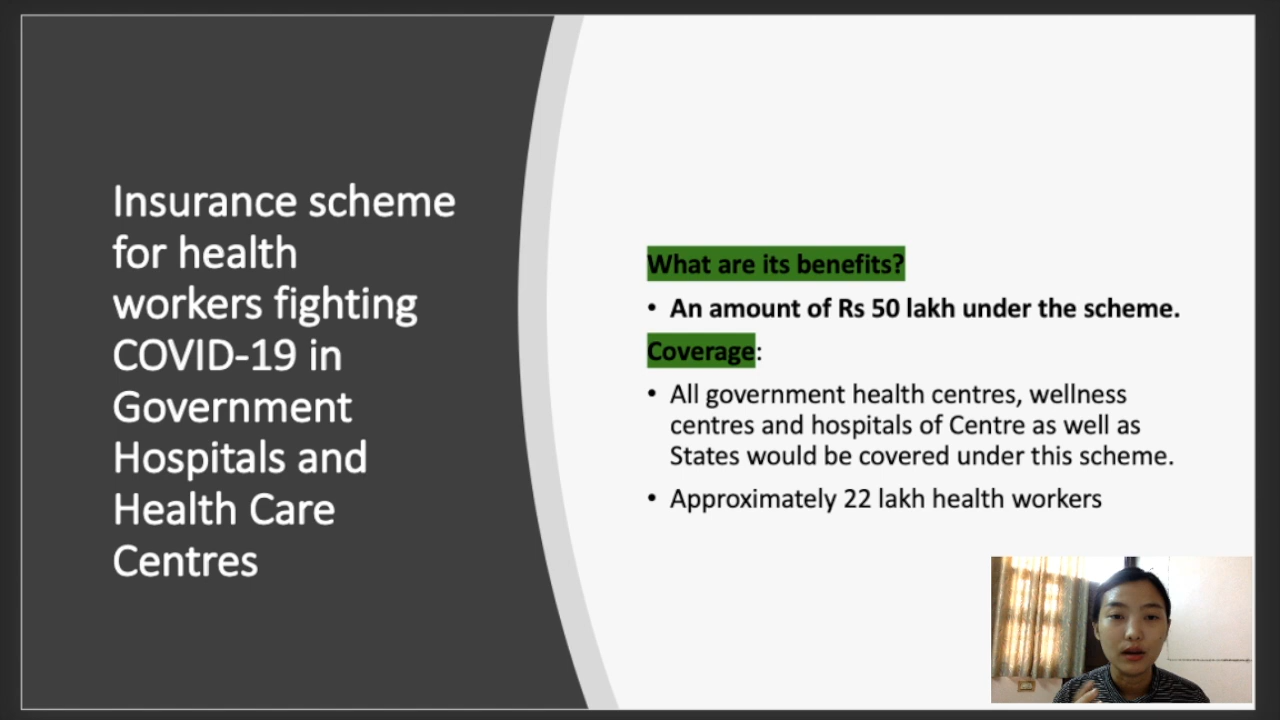 Insurance scheme
for health
workers fighting
COVID-19 in
Government
Hospitals and
Health Care
Centres
What are its benefits?
• An amount of Rs 50 lakh under the scheme.
Coverage:
• All government health centres, wellness
centres and hospitals of Centre as well as
States would be covered under this scheme.
• Approximately 22 lakh health workers